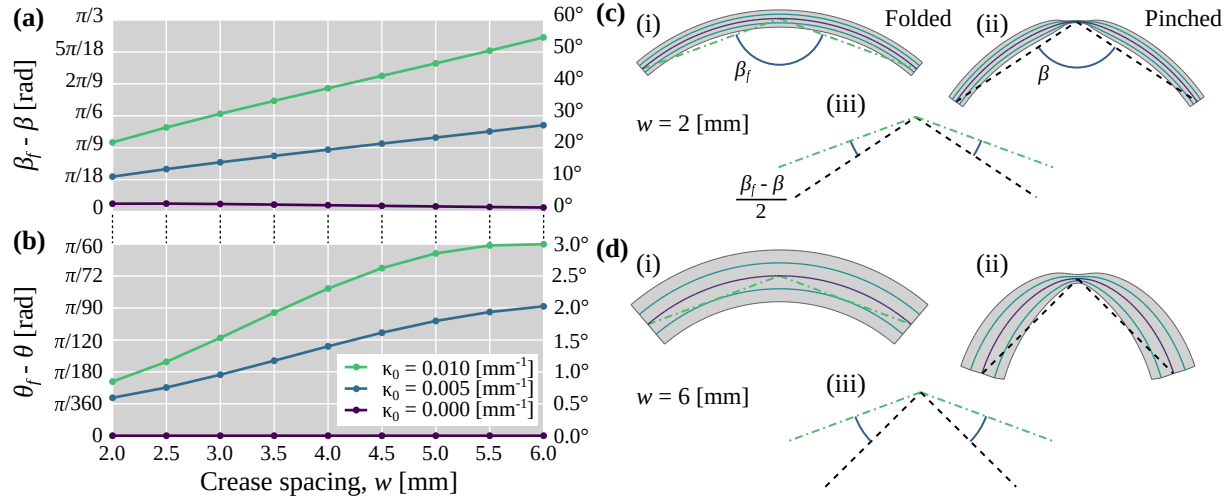 (a)
π/3
5π/18
2π/9
π/6
π/9
π/18
0
β_f - β [rad]
60°
50°
40°
30°
20°
10°
0°
(b)
π/60
π/72
π/90
π/120
π/180
π/360
0
θ_f - θ [rad]
3.0°
2.5°
2.0°
1.5°
1.0°
0.5°
0.0°
κ₀ = 0.010 [mm⁻¹]
κ₀ = 0.005 [mm⁻¹]
κ₀ = 0.000 [mm⁻¹]
2.0 2.5 3.0 3.5 4.0 4.5 5.0 5.5 6.0
Crease spacing, w [mm]
(c)
(i)
Folded
(ii)
Pinched
β_f
β
(iii)
w = 2 [mm]
β_f - β
2
(d)
(i)
(ii)
(iii)
w = 6 [mm]